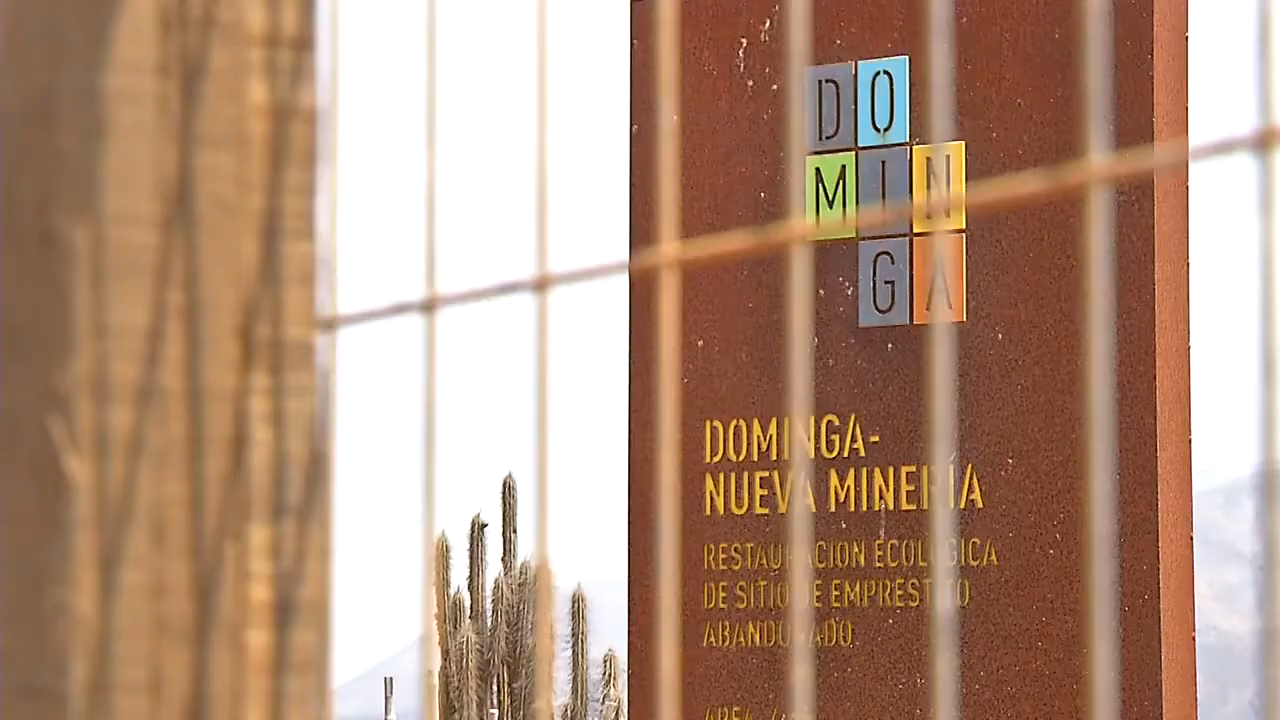 DO
MIN
GA
DOMINGA-
NUEVA MINERÍA
RESTAURACION ECOLOGICA
DE SITIO DE EMPRESTITO
ABANDONADO